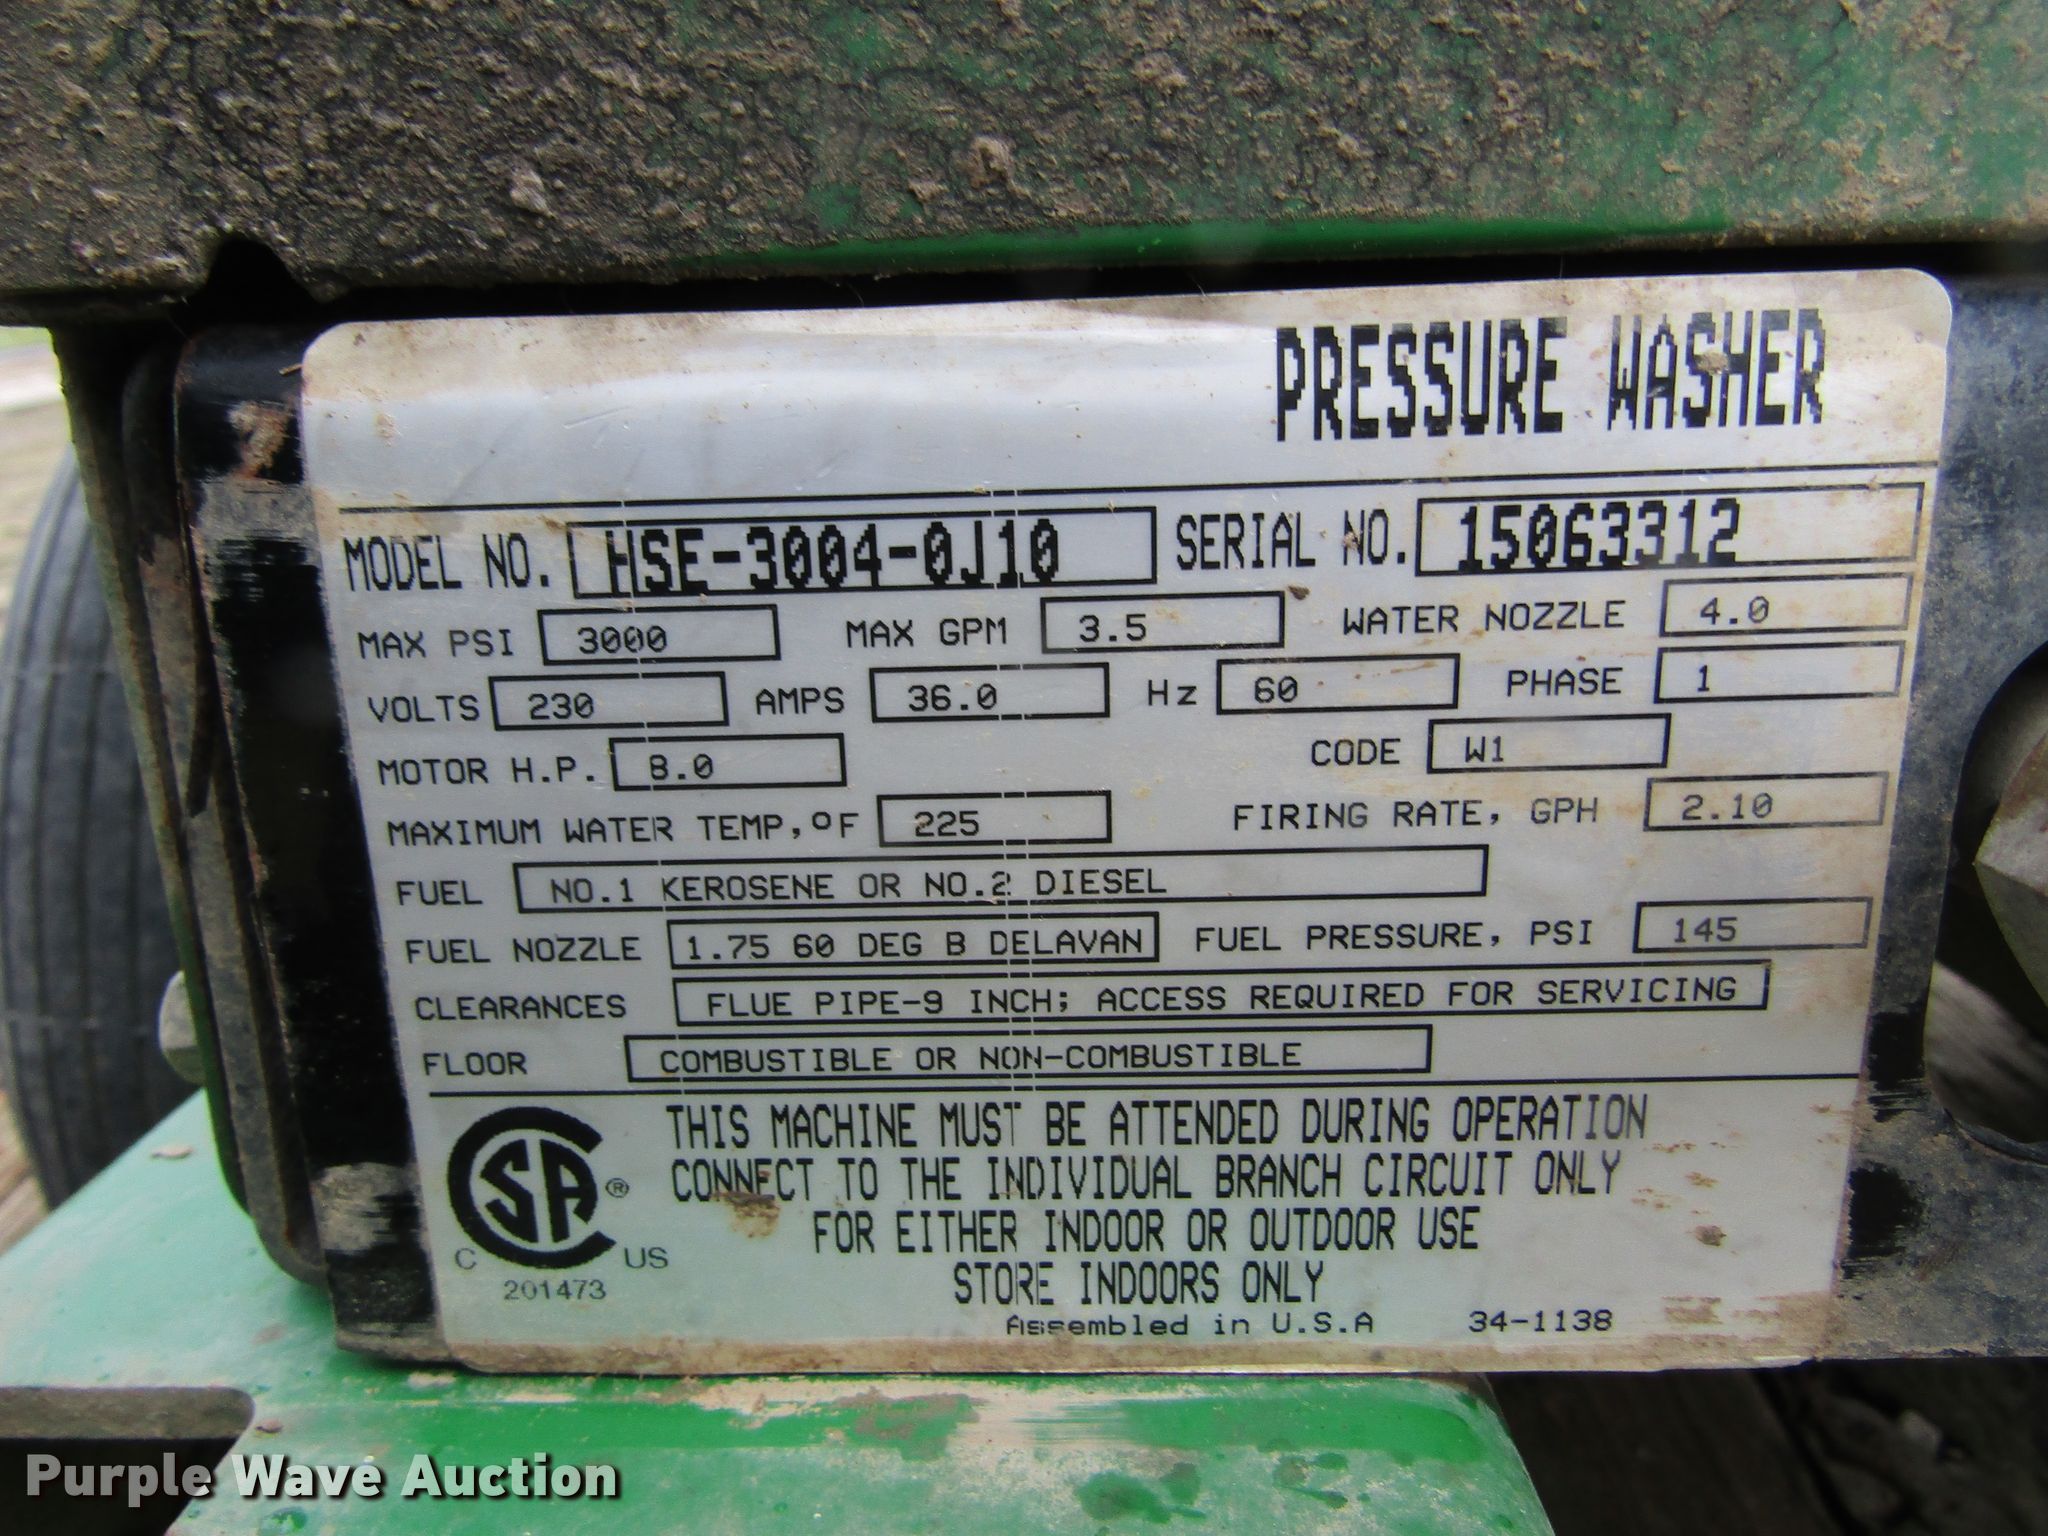 PRESSURE WASHER
MODEL NO. HSE-3004-0J10 SERIAL NO. 15063312
MAX PSI 3000 MAX GPM 3.5 WATER NOZZLE 4.0
VOLTS 230 AMPS 36.0 Hz 60 PHASE 1
MOTOR H.P. 8.0 CODE W1
MAXIMUM WATER TEMP,ºF 225 FIRING RATE, GPH 2.10
FUEL NO.1 KEROSENE OR NO.2 DIESEL
FUEL NOZZLE 1.75 60 DEG B DELAVAN FUEL PRESSURE, PSI 145
CLEARANCES FLUE PIPE-9 INCH; ACCESS REQUIRED FOR SERVICING
FLOOR COMBUSTIBLE OR NON-COMBUSTIBLE
THIS MACHINE MUST BE ATTENDED DURING OPERATION
CONNECT TO THE INDIVIDUAL BRANCH CIRCUIT ONLY
FOR EITHER INDOOR OR OUTDOOR USE
STORE INDOORS ONLY
Assembled in U.S.A 34-1138
CSA ®
C US
201473
Purple Wave Auction